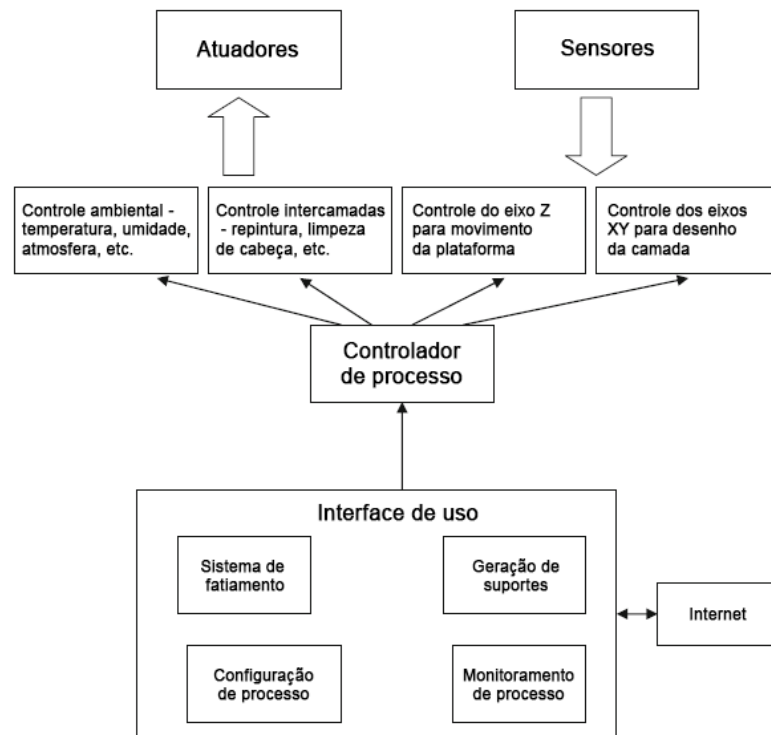 Atuadores
Sensores
Controle ambiental -
temperatura, umidade,
atmosfera, etc.
Controle intercamadas
- repintura, limpeza
de cabeça, etc.
Controle do eixo Z
para movimento
da plataforma
Controle dos eixos
XY para desenho
da camada
Controlador
de processo
Interface de uso
Sistema de
fatiamento
Geração de
suportes
Internet
Configuração
de processo
Monitoramento
de processo